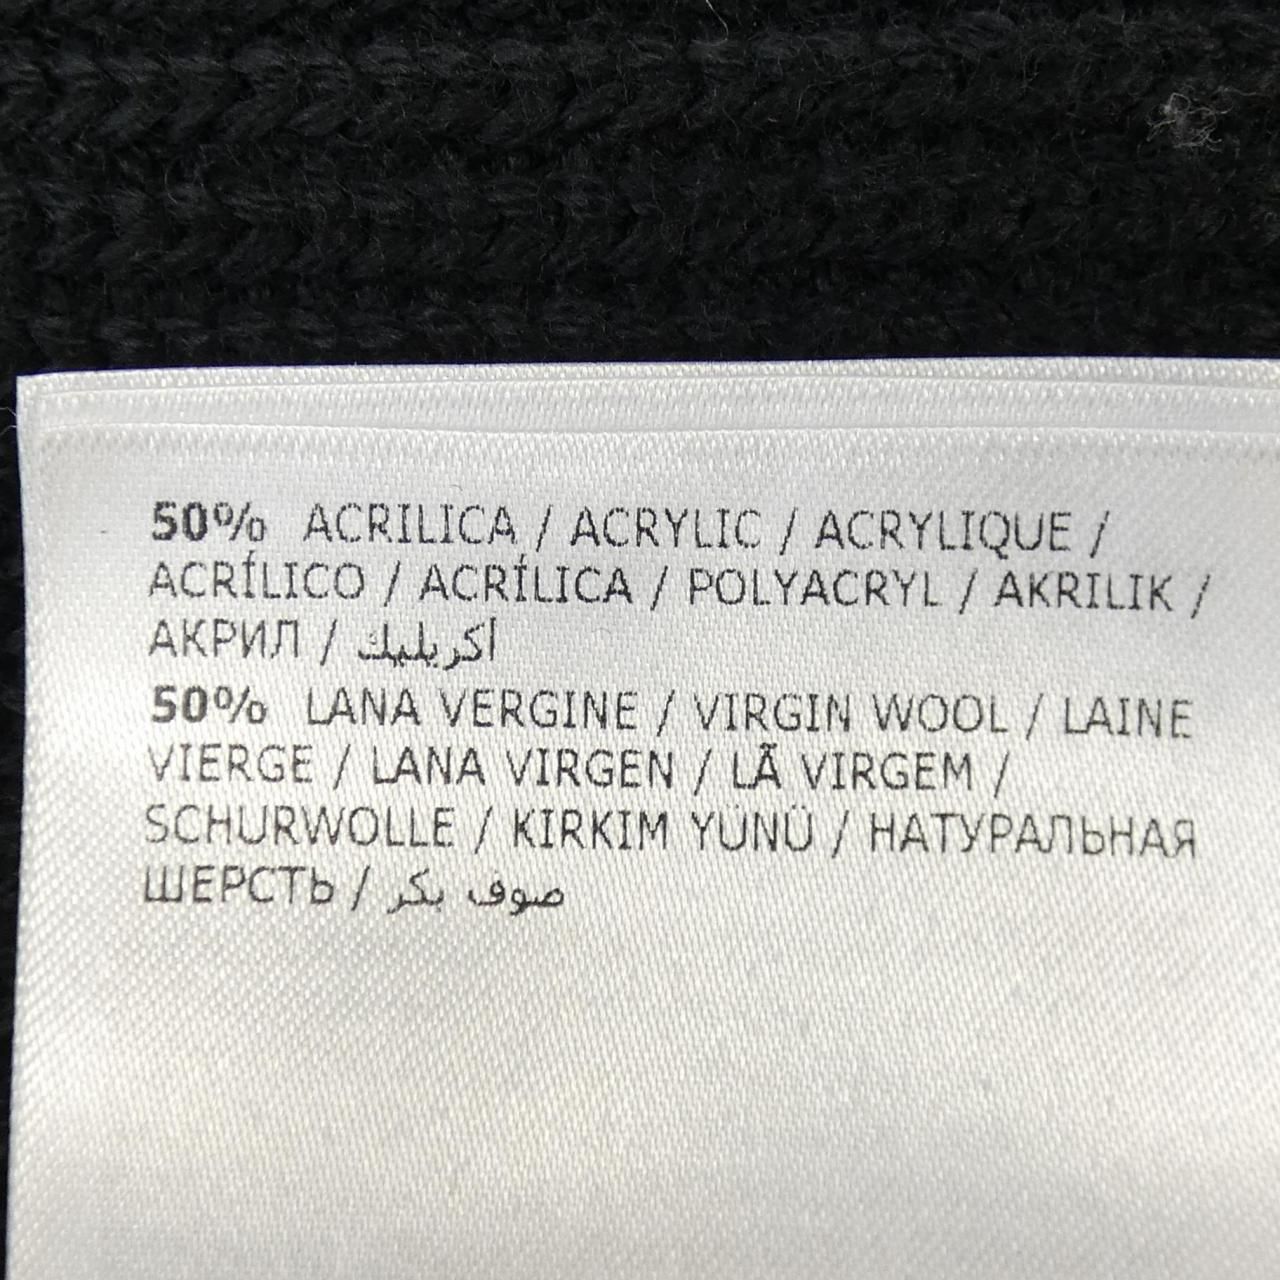 50% ACRILICA / ACRYLIC / ACRYLIQUE /
ACRÍLICO / ACRÍLICA / POLYACRYL / AKRILIK /
АКРИЛ / أكريليك
50% LANA VERGINE / VIRGIN WOOL / LAINE
VIERGE / LANA VIRGEN / LÃ VIRGEM /
SCHURWOLLE / KIRKIM YÜNÜ / НАТУРАЛЬНАЯ
ШЕРСТЬ / صوف بكر